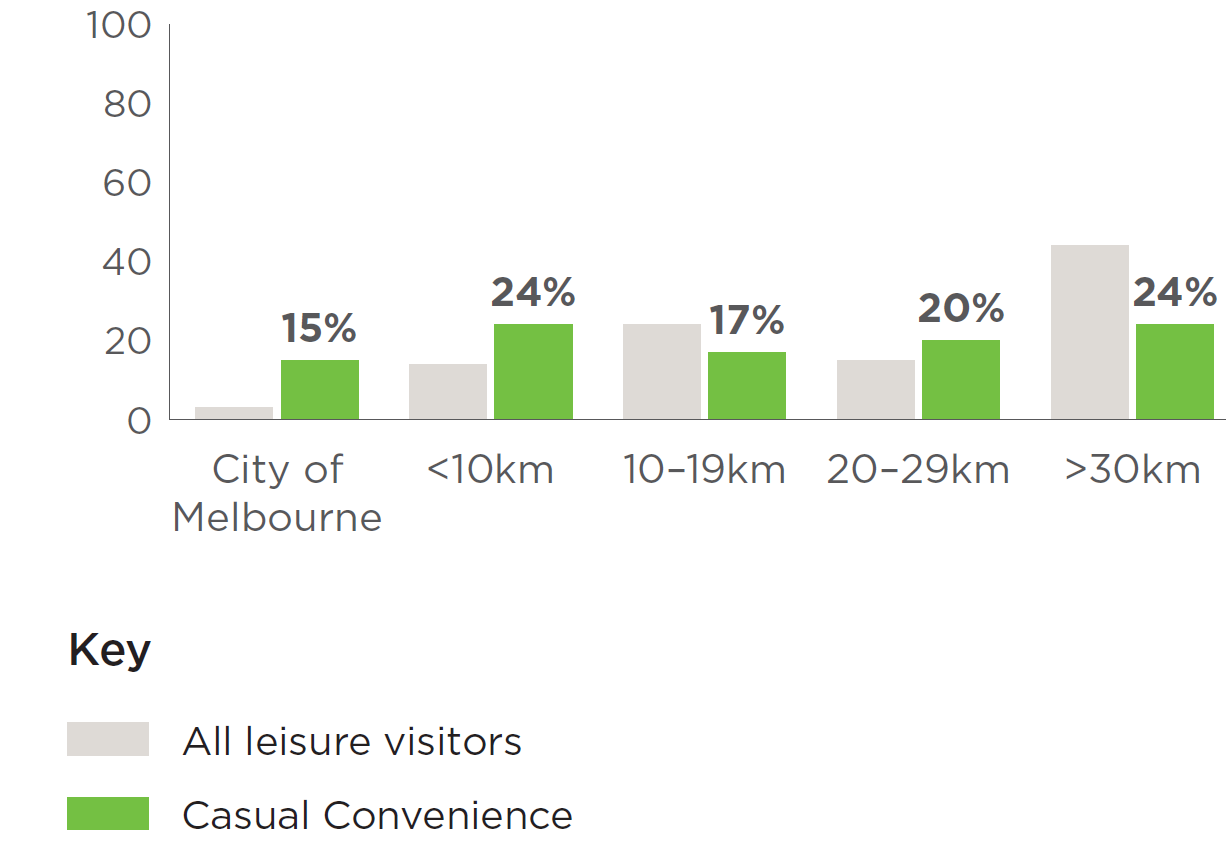 100
80
60
40
20
0
15%
24%
17%
20%
24%
City of
Melbourne
<10km
10–19km
20–29km
>30km
Key
All leisure visitors
Casual Convenience